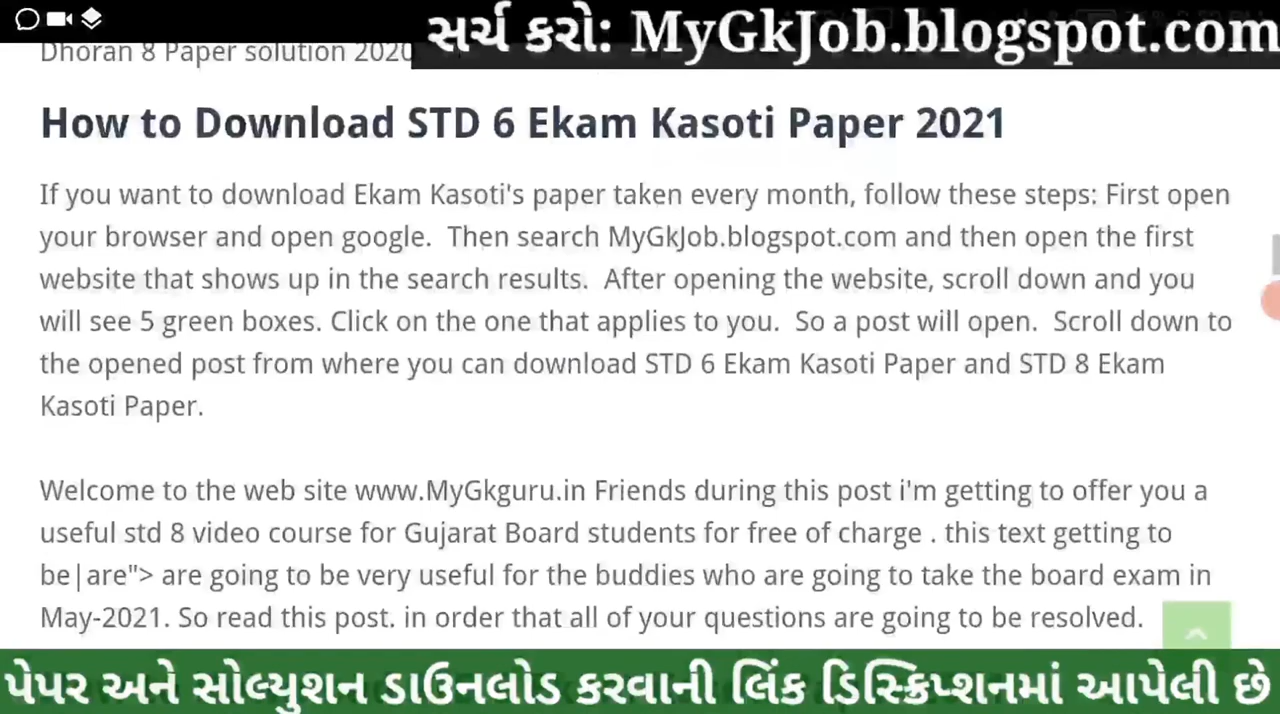 સર્ચ કરો: MyGkJob.blogspot.com
Dhoran 8 Paper solution 2020
How to Download STD 6 Ekam Kasoti Paper 2021
If you want to download Ekam Kasoti's paper taken every month, follow these steps: First open
your browser and open google.  Then search MyGkJob.blogspot.com and then open the first
website that shows up in the search results.  After opening the website, scroll down and you
will see 5 green boxes. Click on the one that applies to you.  So a post will open.  Scroll down to
the opened post from where you can download STD 6 Ekam Kasoti Paper and STD 8 Ekam
Kasoti Paper.
Welcome to the web site www.MyGkguru.in Friends during this post i'm getting to offer you a
useful std 8 video course for Gujarat Board students for free of charge . this text getting to
be|are"> are going to be very useful for the buddies who are going to take the board exam in
May-2021. So read this post. in order that all of your questions are going to be resolved.
પેપર અને સોલ્યુશન ડાઉનલોડ કરવાની લિંક ડિસ્ક્રિપ્શનમાં આપેલી છે